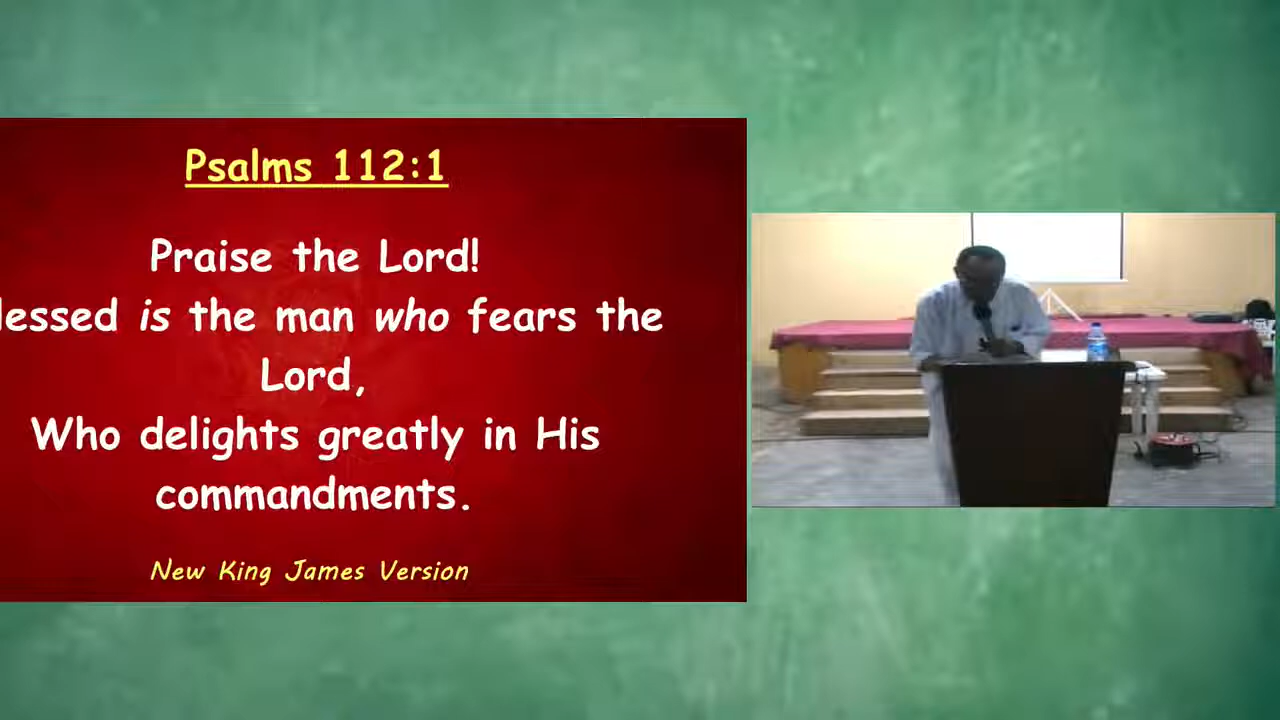 Psalms 112:1
Praise the Lord!
lessed is the man who fears the
Lord,
Who delights greatly in His
commandments.
New King James Version